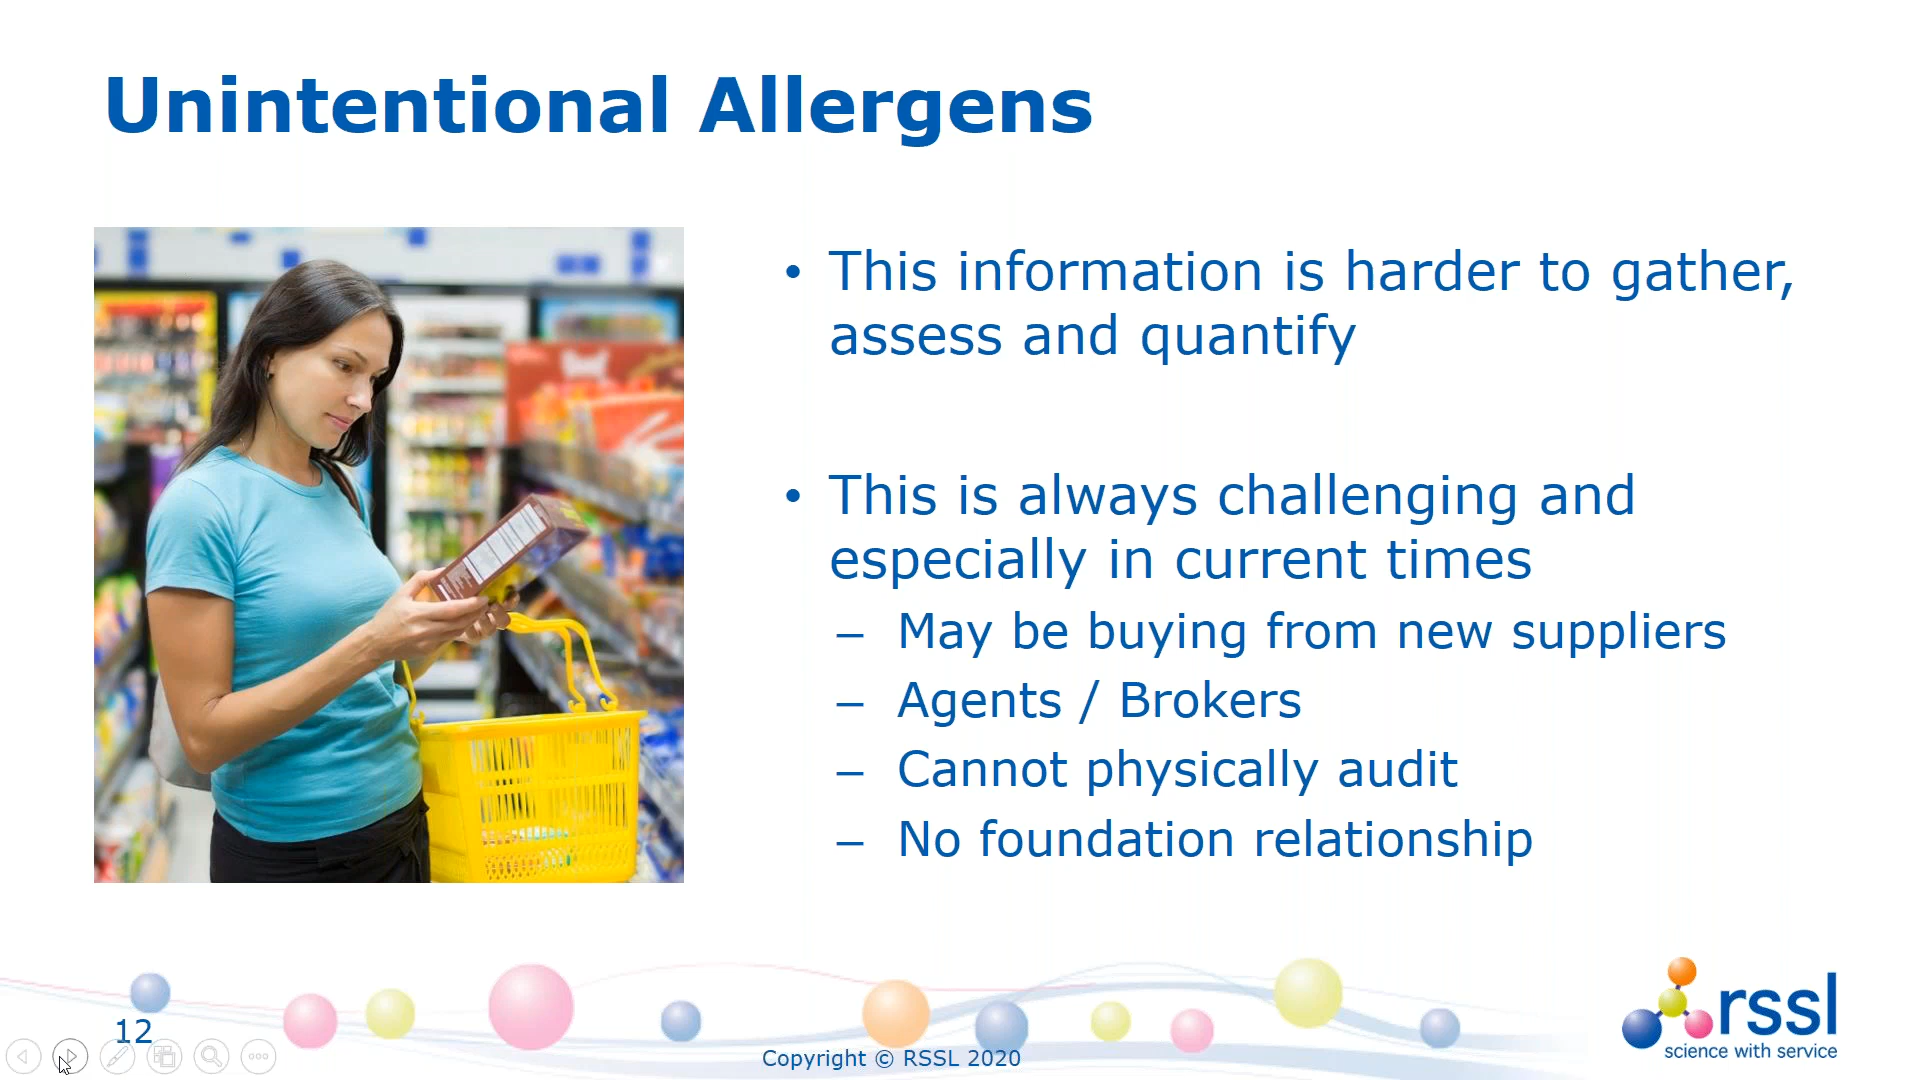 Unintentional Allergens
• This information is harder to gather,
assess and quantify
• This is always challenging and
especially in current times
– May be buying from new suppliers
– Agents / Brokers
– Cannot physically audit
– No foundation relationship
12
Copyright © RSSL 2020
rssl
science with service